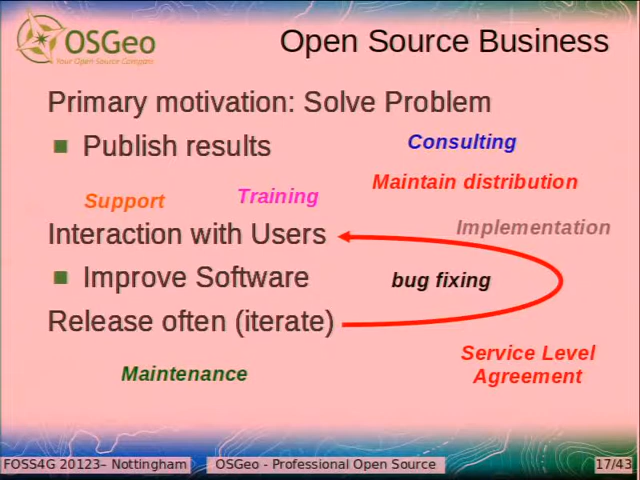 OSGeo
Your Open Source Compass
Open Source Business
Primary motivation: Solve Problem
Publish results
Consulting
Maintain distribution
Support
Training
Interaction with Users
Implementation
Improve Software
bug fixing
Release often (iterate)
Service Level
Agreement
Maintenance
FOSS4G 20123– Nottingham
OSGeo - Professional Open Source
17/43